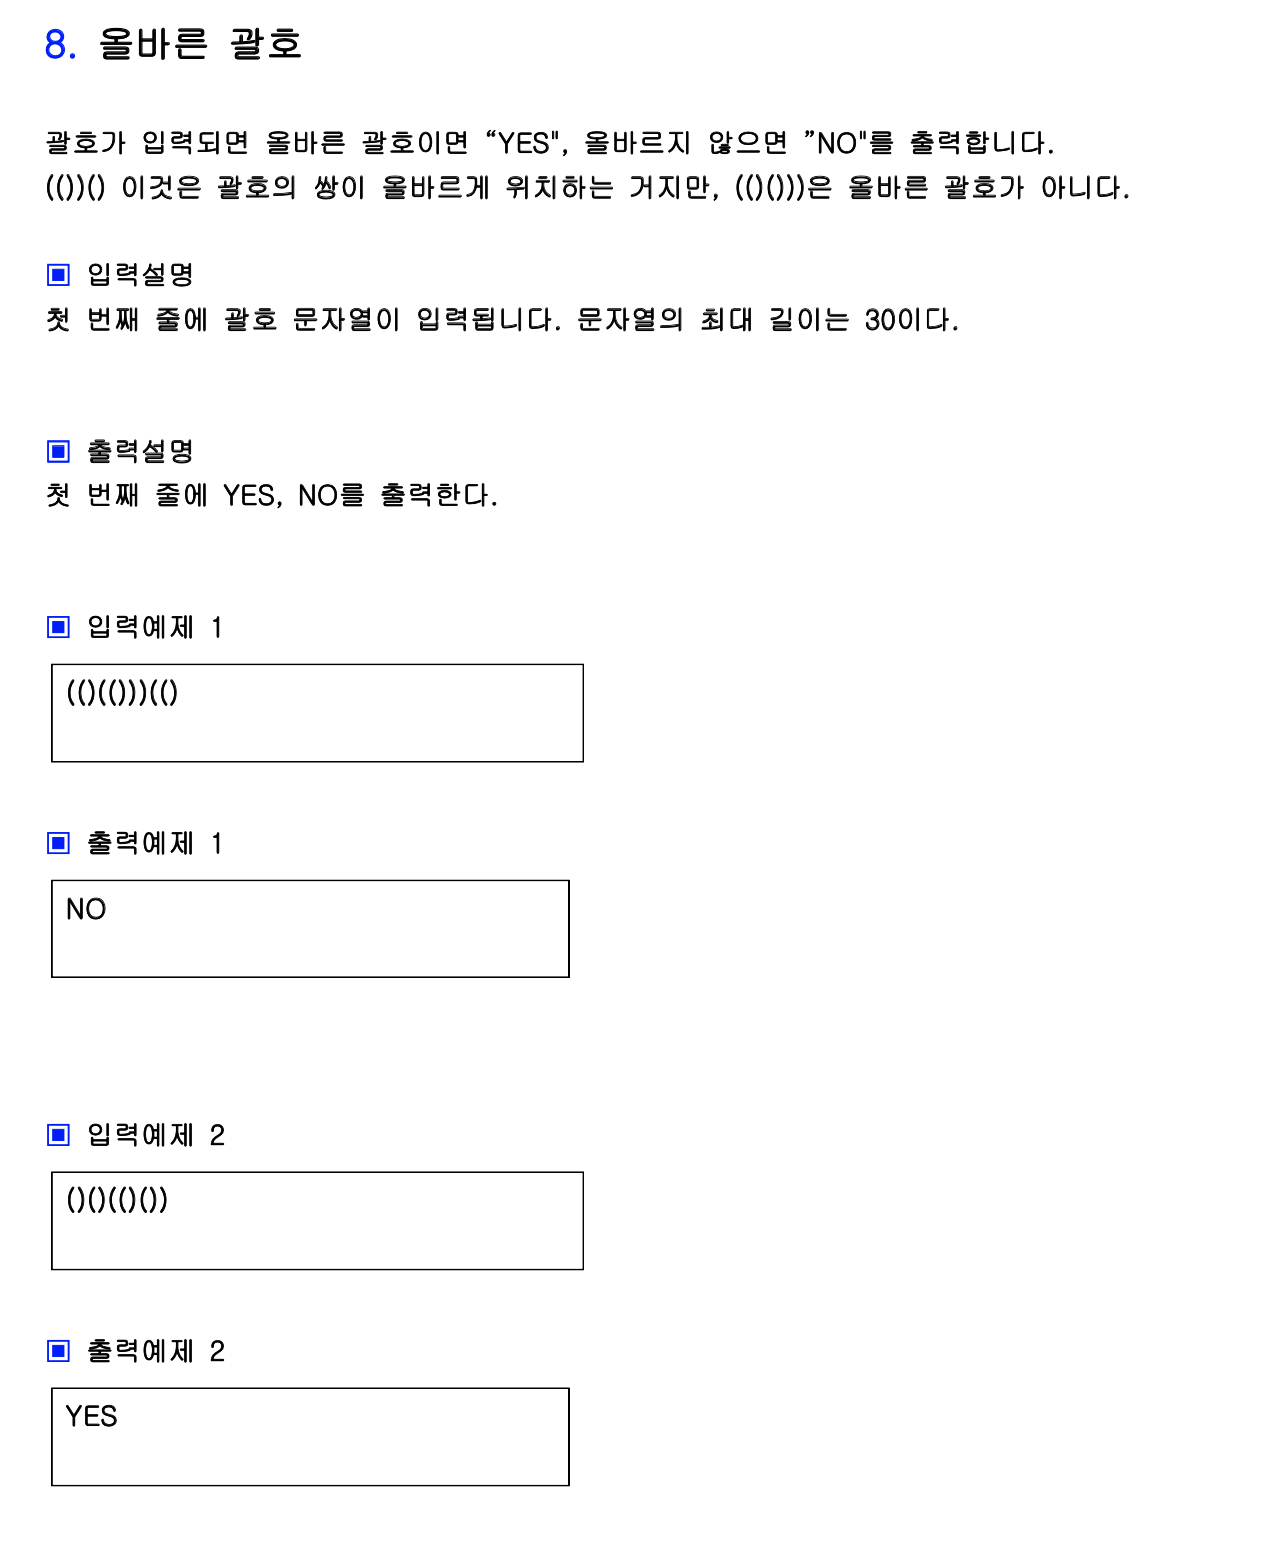 8. 올바른 괄호
괄호가 입력되면 올바른 괄호이면 “YES", 올바르지 않으면 ”NO"를 출력합니다.
(())() 이것은 괄호의 쌍이 올바르게 위치하는 거지만, (()()))은 올바른 괄호가 아니다.
▣ 입력설명
첫 번째 줄에 괄호 문자열이 입력됩니다. 문자열의 최대 길이는 30이다.
▣ 출력설명
첫 번째 줄에 YES, NO를 출력한다.
▣ 입력예제 1
(()(()))(()
▣ 출력예제 1
NO
▣ 입력예제 2
()()(()())
▣ 출력예제 2
YES